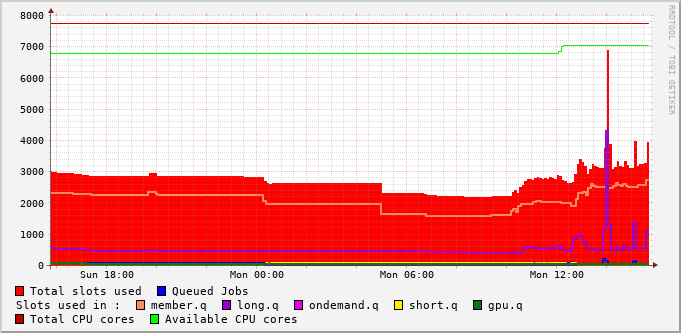 8000
7000
6000
5000
4000
3000
2000
1000
0
Sun 18:00 Mon 00:00 Mon 06:00 Mon 12:00
RRDTOOL / TOBI OETIKER
Total slots used Queued Jobs
Slots used in : member.q long.q ondemand.q short.q gpu.q
Total CPU cores Available CPU cores